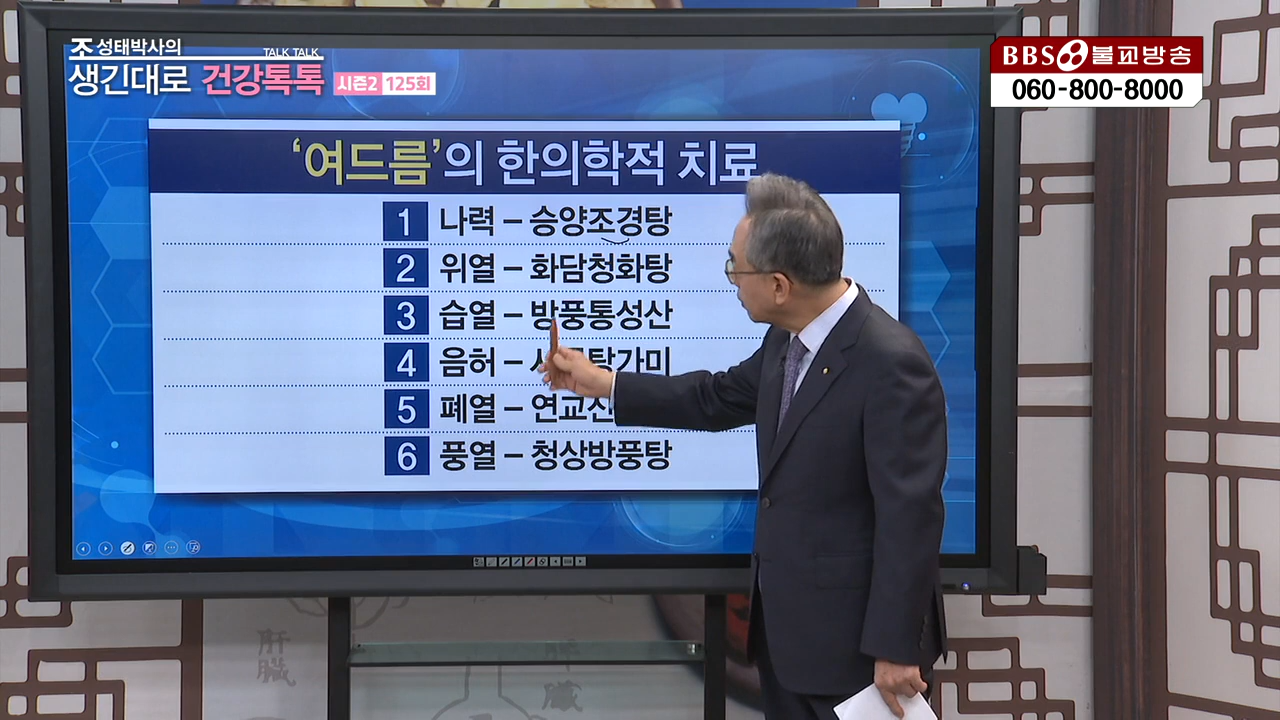 조성태박사의
TALK TALK
생긴대로 건강톡톡 시즌2 125회
BBS 불교방송
060-800-8000
‘여드름’의 한의학적 치료
1 나력 – 승양조경탕
2 위열 – 화담청화탕
3 습열 – 방풍통성산
4 음허 –
5 폐열 –
6 풍열 – 청상방풍탕
肝
臟
臟